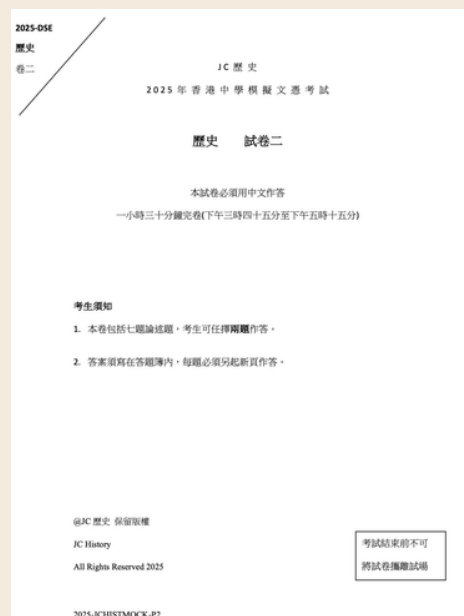 2025-DSE
歷史
卷二
JC 歷 史
2025 年 香 港 中 學 模 擬 文 憑 考 試
歷史 試卷二
本試卷必須用中文作答
一小時三十分鐘完卷(下午三時四十五分至下午五時十五分)
考生須知
1. 本卷包括七題論述題，考生可任擇兩題作答。
2. 答案須寫在答題簿內，每題必須另起新頁作答。
@JC 歷史 保留版權
JC History
All Rights Reserved 2025
考試結束前不可
將試卷攜離試場
2025-JCHISTMOCK-P2